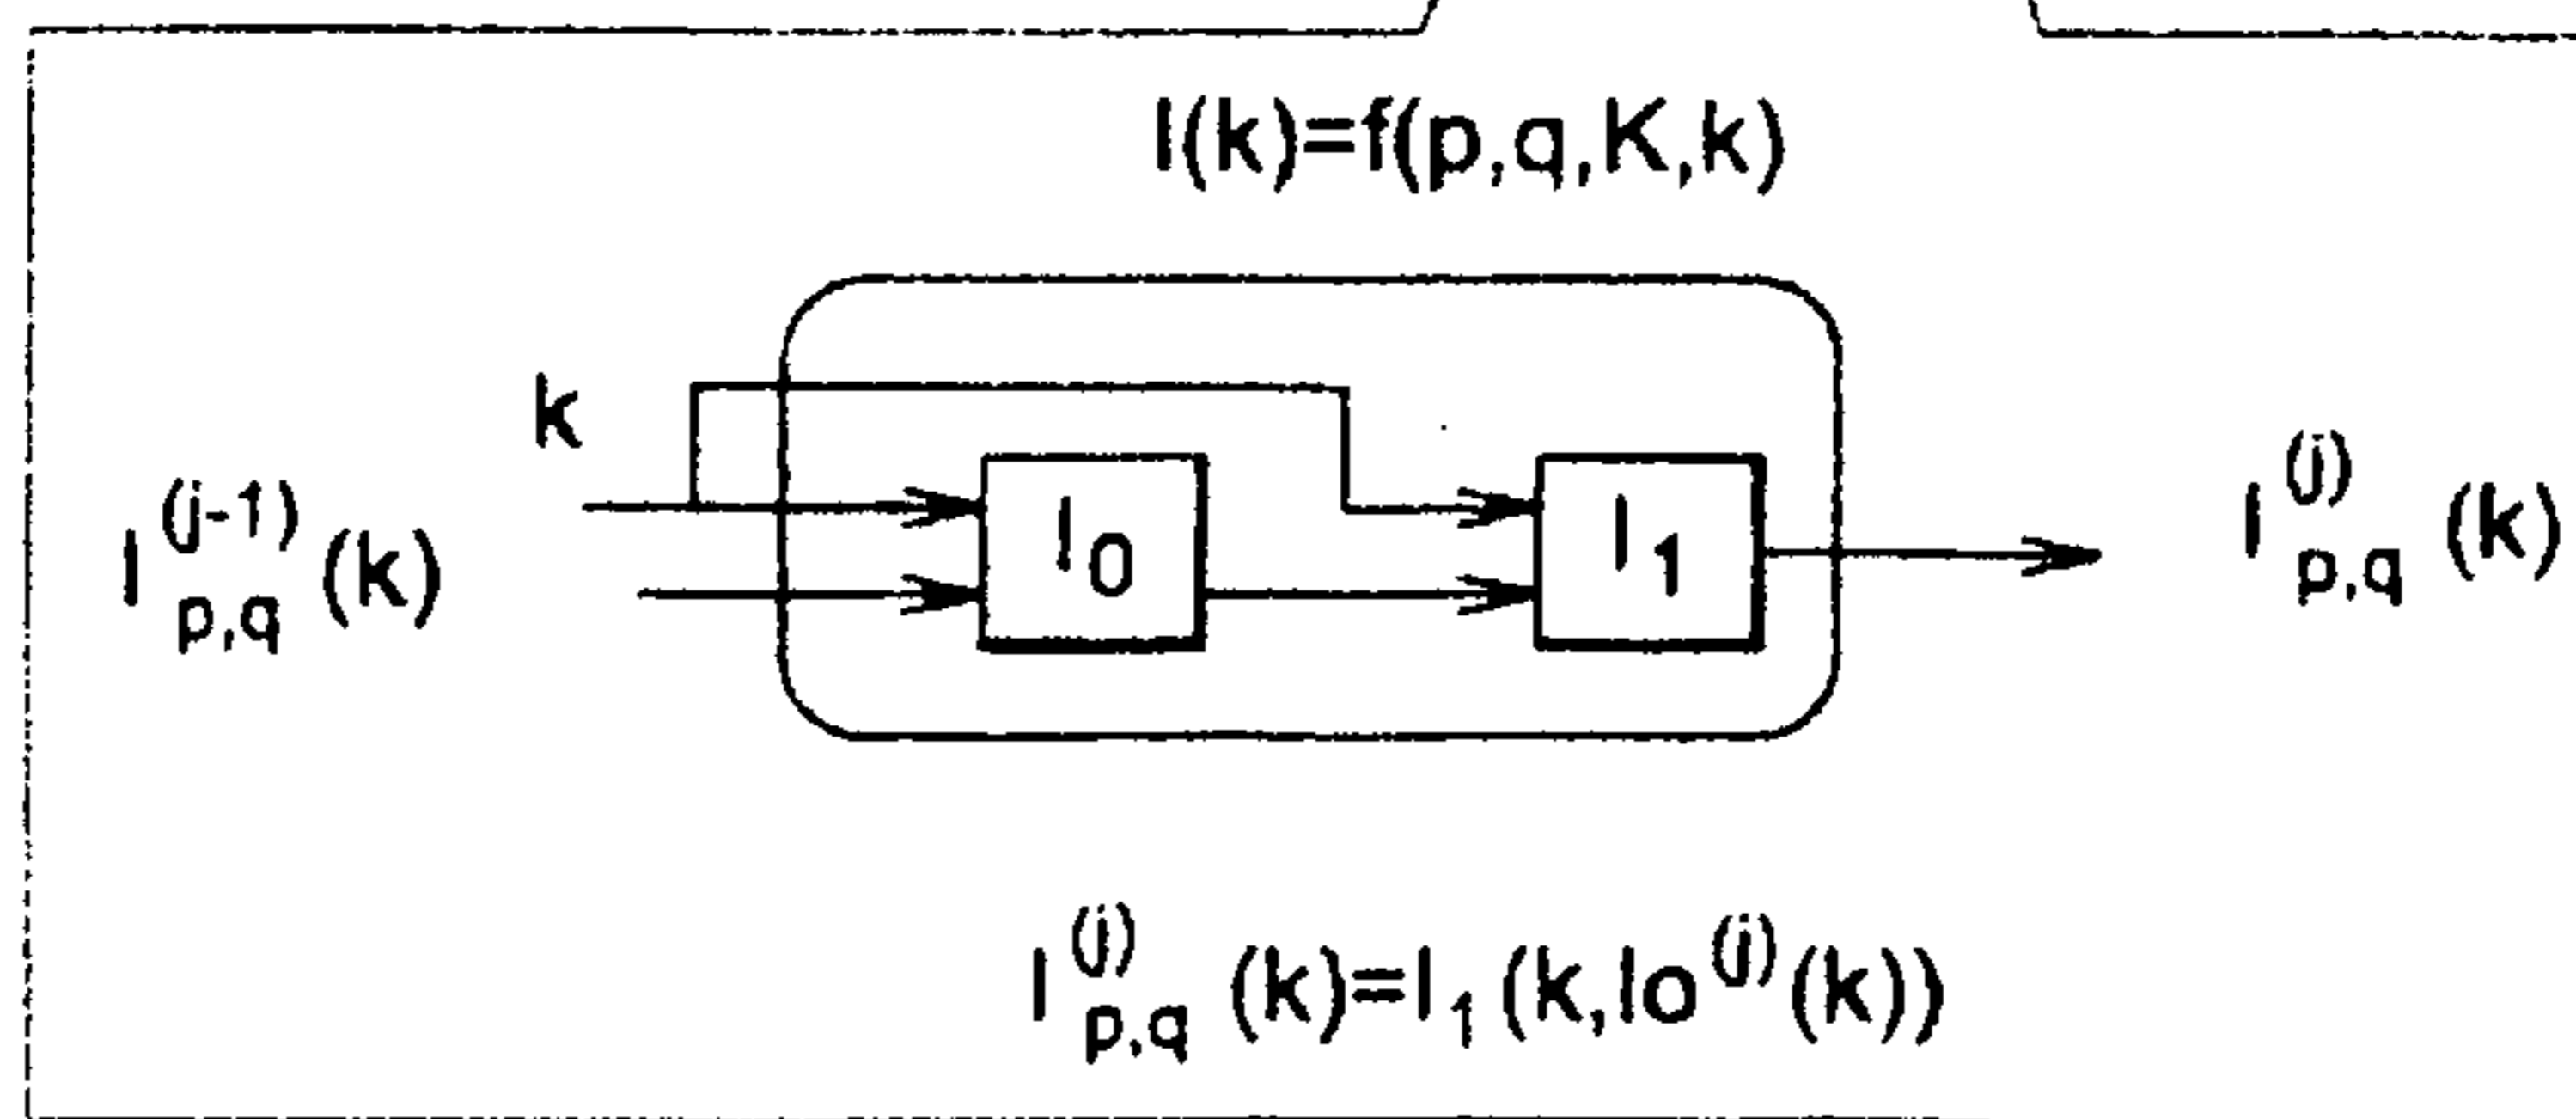 I(k)=f(p,q,K,k)
k
I p,q (j-1) (k)
I0
I1
I p,q (j) (k)
I p,q (j) (k)=I1(k,Io(j)(k))